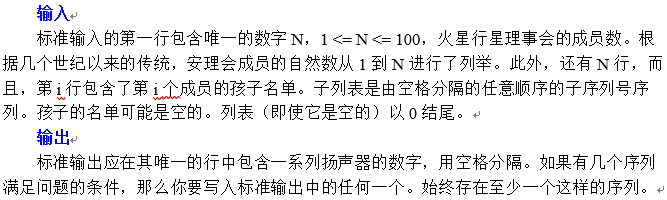 输入
标准输入的第一行包含唯一的数字 N，1 <= N <= 100，火星行星理事会的成员数。根
据几个世纪以来的传统，安理会成员的自然数从 1 到 N 进行了列举。此外，还有 N 行，而
且，第 i 行包含了第 i 个成员的孩子名单。子列表是由空格分隔的任意顺序的子序列号序
列。孩子的名单可能是空的。列表（即使它是空的）以 0 结尾。
输出
标准输出应在其唯一的行中包含一系列扬声器的数字，用空格分隔。如果有几个序列
满足问题的条件，那么你要写入标准输出中的任何一个。始终存在至少一个这样的序列。